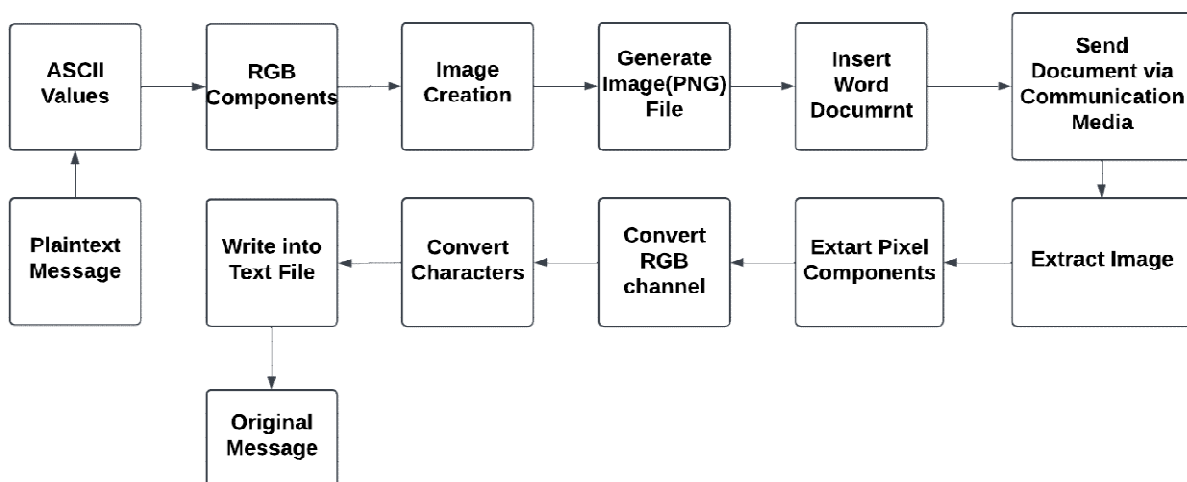 ASCII
Values
RGB
Components
Image
Creation
Generate
Image(PNG)
File
Insert
Word
Documrnt
Send
Document via
Communication
Media
Plaintext
Message
Write into
Text File
Convert
Characters
Convert
RGB
channel
Extart Pixel
Components
Extract Image
Original
Message